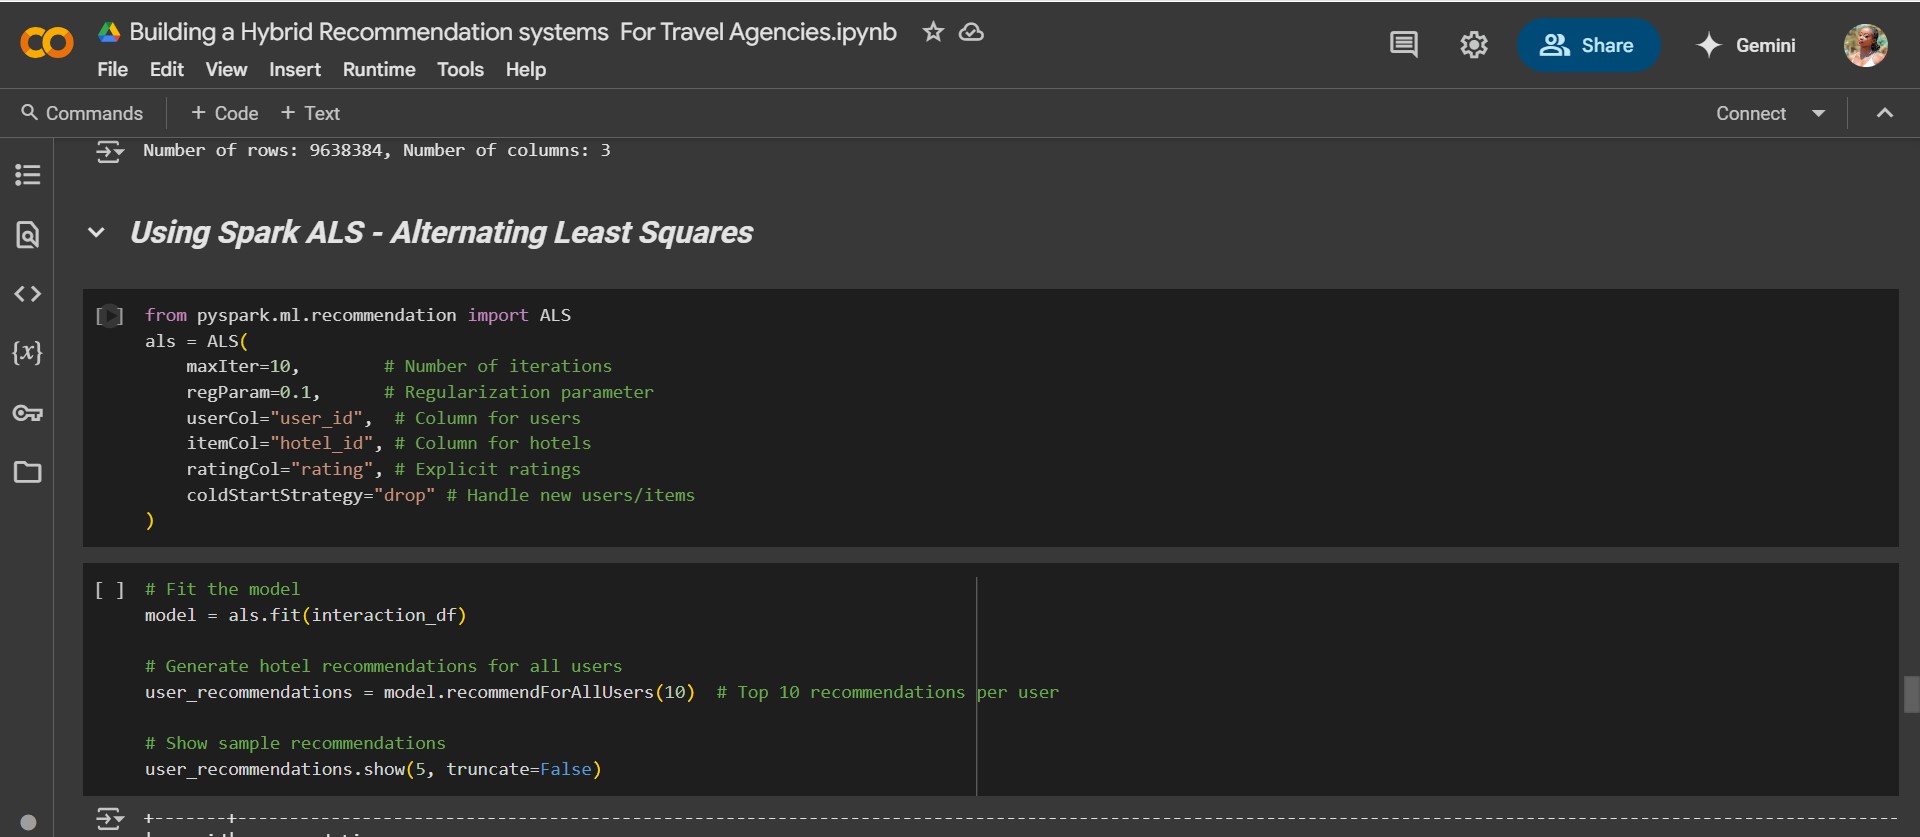 Building a Hybrid Recommendation systems For Travel Agencies.ipynb
Share
Gemini
File Edit View Insert Runtime Tools Help
Commands + Code + Text
Connect
Number of rows: 9638384, Number of columns: 3
Using Spark ALS - Alternating Least Squares
[ ] from pyspark.ml.recommendation import ALS
als = ALS(
    maxIter=10,        # Number of iterations
    regParam=0.1,      # Regularization parameter
    userCol="user_id",  # Column for users
    itemCol="hotel_id", # Column for hotels
    ratingCol="rating", # Explicit ratings
    coldStartStrategy="drop" # Handle new users/items
)
[ ] # Fit the model
model = als.fit(interaction_df)
# Generate hotel recommendations for all users
user_recommendations = model.recommendForAllUsers(10)  # Top 10 recommendations per user
# Show sample recommendations
user_recommendations.show(5, truncate=False)